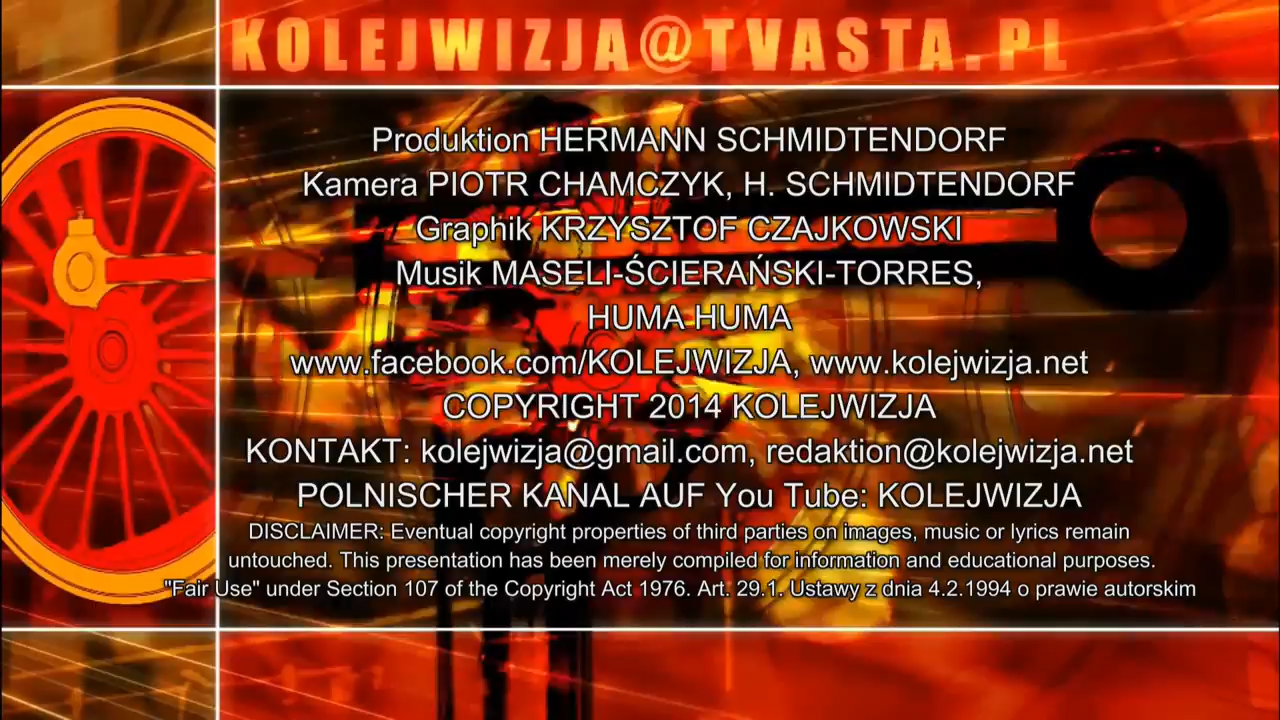 KOLEJWIZJA@TVASTA.PL
Produktion HERMANN SCHMIDTENDORF
Kamera PIOTR CHAMCZYK, H. SCHMIDTENDORF
Graphik KRZYSZTOF CZAJKOWSKI
Musik MASELI-ŚCIERAŃSKI-TORRES,
HUMA HUMA
www.facebook.com/KOLEJWIZJA, www.kolejwizja.net
COPYRIGHT 2014 KOLEJWIZJA
KONTAKT: kolejwizja@gmail.com, redaktion@kolejwizja.net
POLNISCHER KANAL AUF You Tube: KOLEJWIZJA
DISCLAIMER: Eventual copyright properties of third parties on images, music or lyrics remain
untouched. This presentation has been merely compiled for information and educational purposes.
"Fair Use" under Section 107 of the Copyright Act 1976. Art. 29.1. Ustawy z dnia 4.2.1994 o prawie autorskim